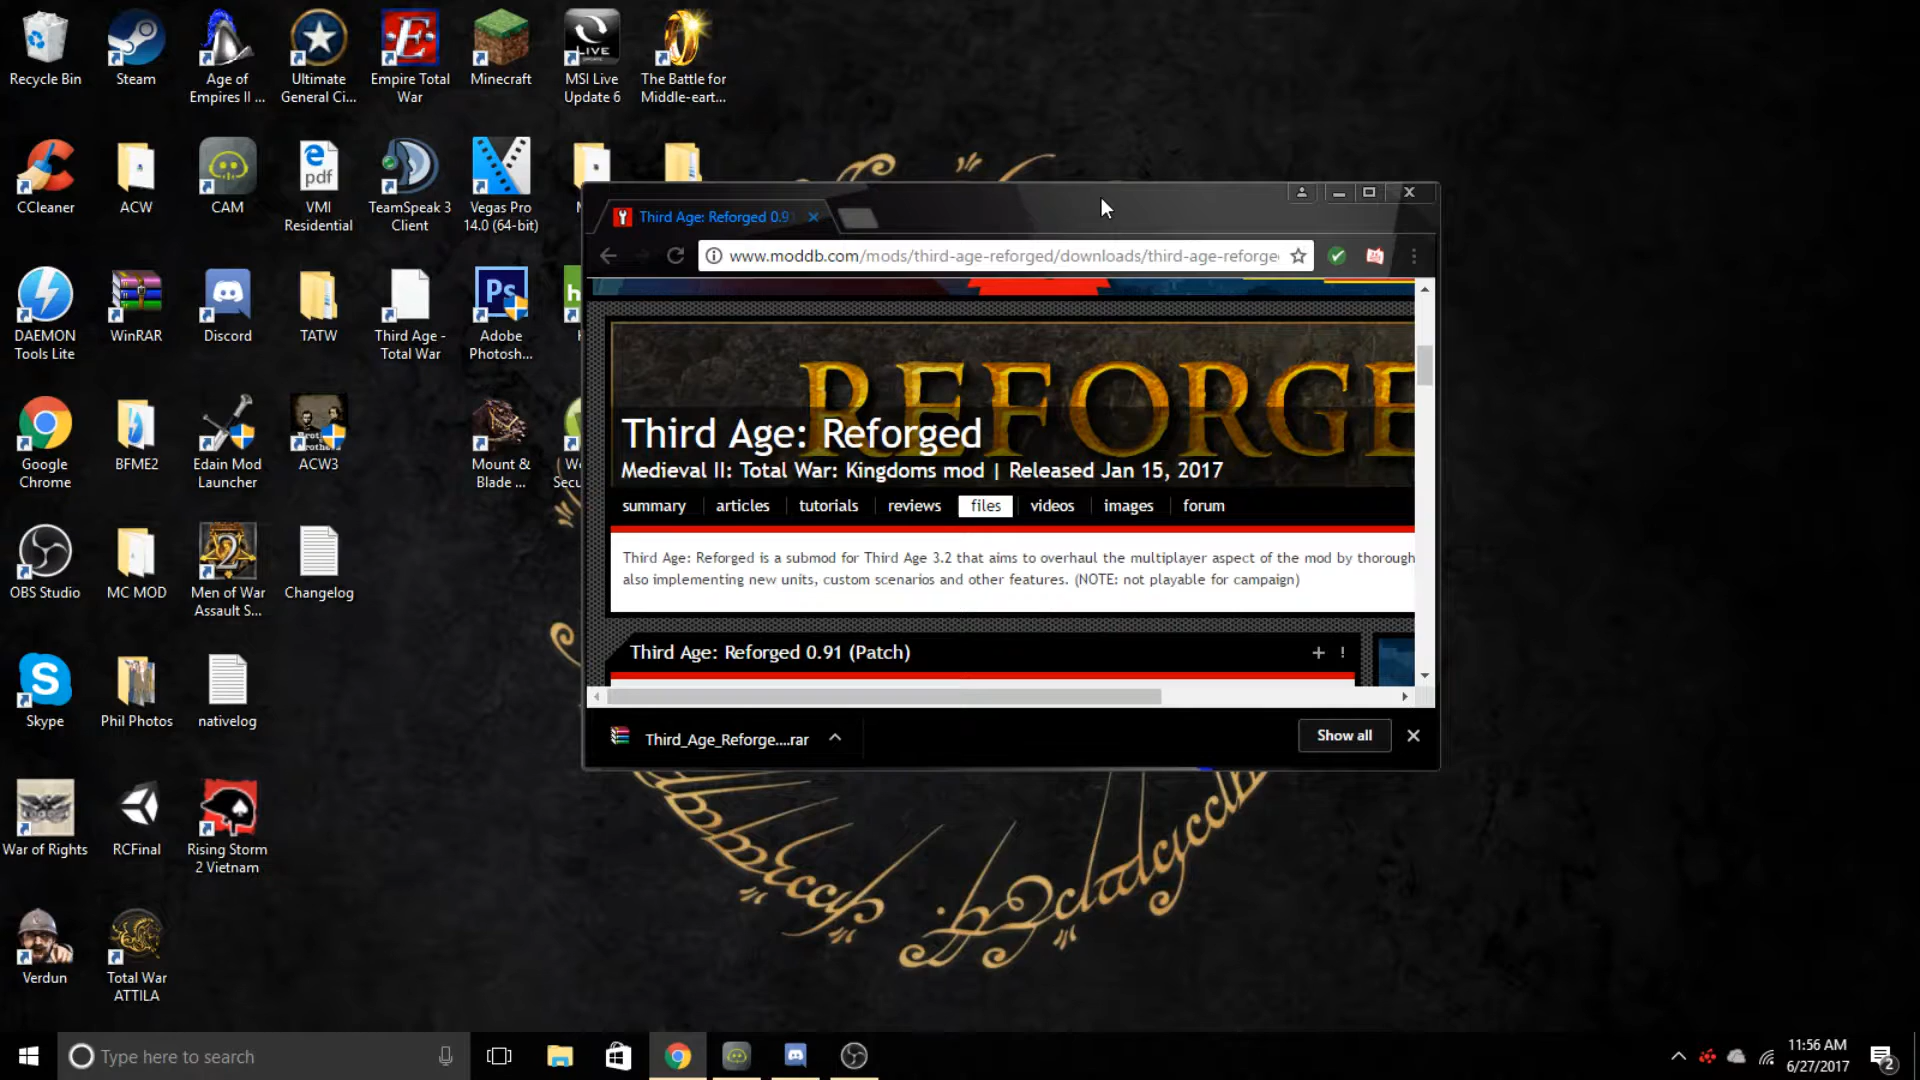 Recycle Bin
Steam
Age of
Empires II ...
Ultimate
General Ci...
Empire Total
War
Minecraft
LIVE
MSI Live
Update 6
The Battle for
Middle-eart...
CCleaner
ACW
CAM
pdf
VMI
Residential
TeamSpeak 3
Client
Vegas Pro
14.0 (64-bit)
DAEMON
Tools Lite
WinRAR
Discord
TATW
Third Age -
Total War
Ps
Adobe
Photosh...
Google
Chrome
BFME2
Edain Mod
Launcher
ACW3
Mount &
Blade ...
OBS Studio
MC MOD
Men of War
Assault S...
Changelog
Skype
Phil Photos
nativelog
War of Rights
RCFinal
Rising Storm
2 Vietnam
Verdun
Total War
ATTILA
Third Age: Reforged 0.9
www.moddb.com/mods/third-age-reforged/downloads/third-age-reforge
REFORGE
Third Age: Reforged
Medieval II: Total War: Kingdoms mod | Released Jan 15, 2017
summary articles tutorials reviews files videos images forum
Third Age: Reforged is a submod for Third Age 3.2 that aims to overhaul the multiplayer aspect of the mod by thorough
also implementing new units, custom scenarios and other features. (NOTE: not playable for campaign)
Third Age: Reforged 0.91 (Patch)
Third_Age_Reforge....rar
Show all
Type here to search
11:56 AM
6/27/2017
2